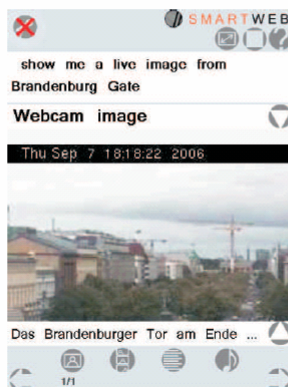 SMARTWEB
show me a live image from
Brandenburg Gate
Webcam image
Thu Sep 7 18:18:22 2006
Das Brandenburger Tor am Ende ...
1/1